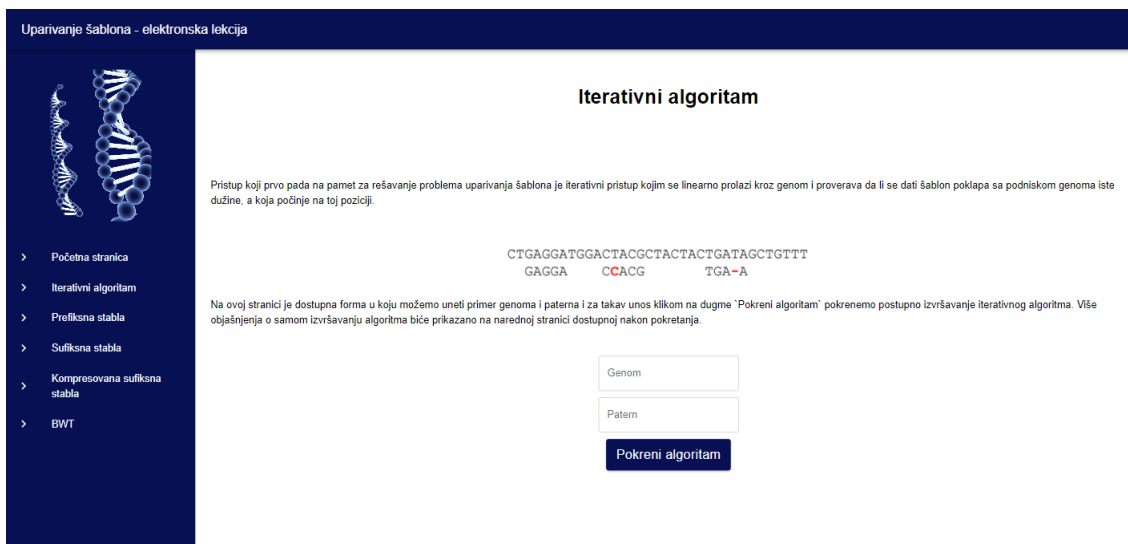 Uparivanje šablona - elektronska lekcija
Početna stranica
Iterativni algoritam
Prefiksna stabla
Sufiksna stabla
Kompresovana sufiksna
stabla
BWT
Iterativni algoritam
Pristup koji prvo pada na pamet za rešavanje problema uparivanja šablona je iterativni pristup kojim se linearno prolazi kroz genom i proverava da li se dati šablon poklapa sa podniskom genoma iste
dužine, a koja počinje na toj poziciji.
CTGAGGATGGACTACGCTACTACTGATAGCTGTTT
GAGGA CCACG TGA-A
Na ovoj stranici je dostupna forma u koju možemo uneti primer genoma i paterna i za takav unos klikom na dugme `Pokreni algoritam` pokrenemo postupno izvršavanje iterativnog algoritma. Više
objašnjenja o samom izvršavanju algoritma biće prikazano na narednoj stranici dostupnoj nakon pokretanja.
Genom
Patern
Pokreni algoritam